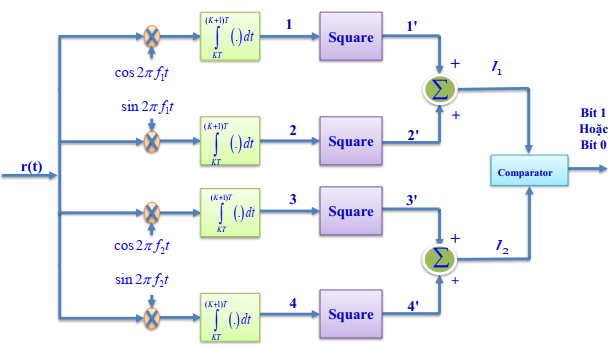 (K+1)T
∫ (.)dt
KT
1
Square
1'
cos 2π f₁t
+
I₁
Σ
sin 2π f₁t
+
(K+1)T
∫ (.)dt
KT
2
Square
2'
Bít 1
Hoặc
Bít 0
r(t)
Comparator
(K+1)T
∫ (.)dt
KT
3
Square
3'
cos 2π f₂t
+
I₂
Σ
sin 2π f₂t
+
(K+1)T
∫ (.)dt
KT
4
Square
4'